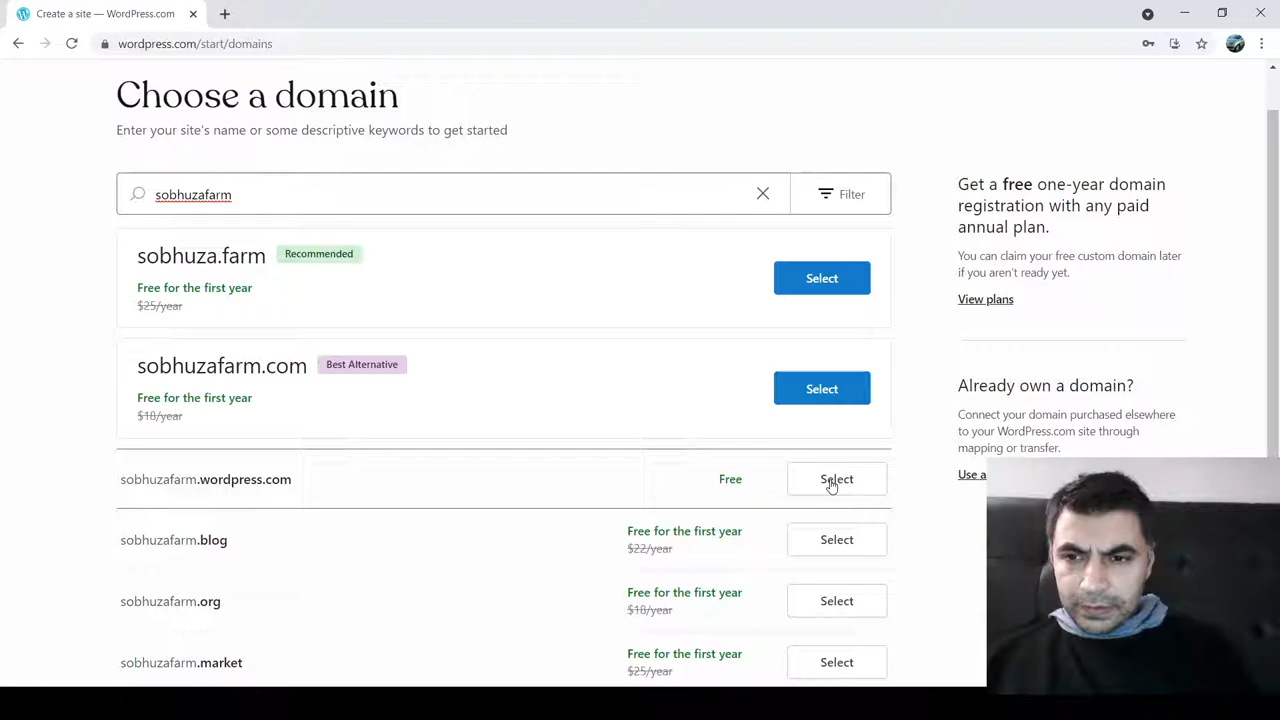 Create a site — WordPress.com
wordpress.com/start/domains
Choose a domain
Enter your site's name or some descriptive keywords to get started
sobhuzafarm
Filter
sobhuza.farm
Recommended
Free for the first year
$25/year
Select
sobhuzafarm.com
Best Alternative
Free for the first year
$18/year
Select
sobhuzafarm.wordpress.com
Free
Select
sobhuzafarm.blog
Free for the first year
$22/year
Select
sobhuzafarm.org
Free for the first year
$18/year
Select
sobhuzafarm.market
Free for the first year
$25/year
Select
Get a free one-year domain
registration with any paid
annual plan.
You can claim your free custom domain later
if you aren't ready yet.
View plans
Already own a domain?
Connect your domain purchased elsewhere
to your WordPress.com site through
mapping or transfer.
Use a